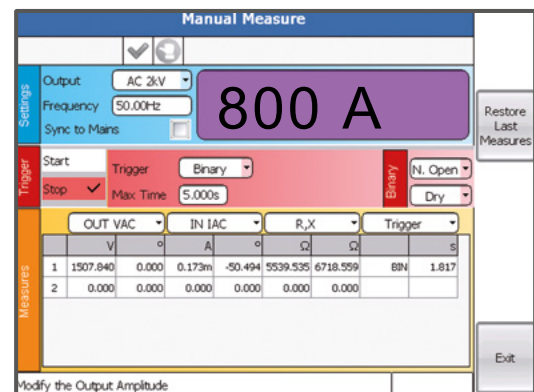 Manual Measure
Settings
Output AC 2kV
Frequency 50.00Hz
Sync to Mains
800 A
Restore
Last
Measures
Trigger
Start
Stop
Trigger Binary
Max Time 5.000s
Binary
N. Open
Dry
Measures
OUT VAC IN IAC R,X Trigger
V ° A ° Ω Ω s
1 1507.840 0.000 0.173m -50.494 5539.535 6718.559 BIN 1.817
2 0.000 0.000 0.000 0.000 0.000 0.000
Exit
Modify the Output Amplitude